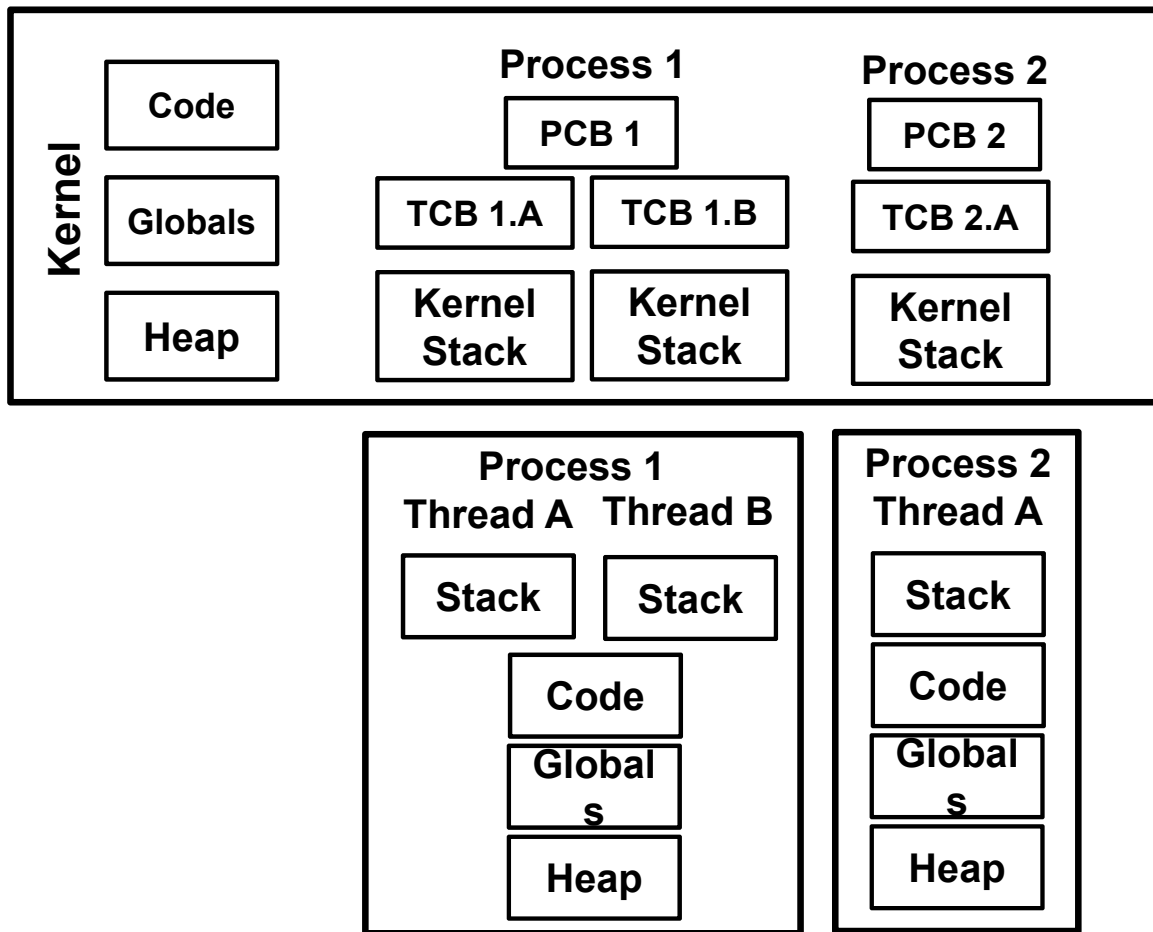 Kernel
Code
Globals
Heap
Process 1
PCB 1
TCB 1.A
TCB 1.B
Kernel
Stack
Kernel
Stack
Process 2
PCB 2
TCB 2.A
Kernel
Stack
Process 1
Thread A
Thread B
Stack
Stack
Code
Global
s
Heap
Process 2
Thread A
Stack
Code
Global
s
Heap